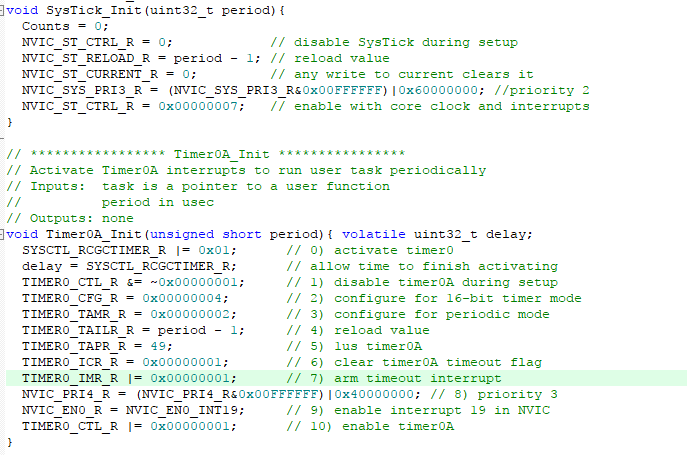 void SysTick_Init(uint32_t period){
  Counts = 0;
  NVIC_ST_CTRL_R = 0;            // disable SysTick during setup
  NVIC_ST_RELOAD_R = period - 1; // reload value
  NVIC_ST_CURRENT_R = 0;         // any write to current clears it
  NVIC_SYS_PRI3_R = (NVIC_SYS_PRI3_R&0x00FFFFFF)|0x60000000; //priority 2
  NVIC_ST_CTRL_R = 0x00000007;   // enable with core clock and interrupts
}
// ***************** Timer0A_Init ****************
// Activate Timer0A interrupts to run user task periodically
// Inputs:  task is a pointer to a user function
//          period in usec
// Outputs: none
void Timer0A_Init(unsigned short period){ volatile uint32_t delay;
  SYSCTL_RCGCTIMER_R |= 0x01;      // 0) activate timer0
  delay = SYSCTL_RCGCTIMER_R;      // allow time to finish activating
  TIMER0_CTL_R &= ~0x00000001;     // 1) disable timer0A during setup
  TIMER0_CFG_R = 0x00000004;       // 2) configure for 16-bit timer mode
  TIMER0_TAMR_R = 0x00000002;      // 3) configure for periodic mode
  TIMER0_TAILR_R = period - 1;     // 4) reload value
  TIMER0_TAPR_R = 49;              // 5) lus timer0A
  TIMER0_ICR_R = 0x00000001;       // 6) clear timer0A timeout flag
  TIMER0_IMR_R |= 0x00000001;      // 7) arm timeout interrupt
  NVIC_PRI4_R = (NVIC_PRI4_R&0x00FFFFFF)|0x40000000; // 8) priority 3
  NVIC_EN0_R = NVIC_EN0_INT19;     // 9) enable interrupt 19 in NVIC
  TIMER0_CTL_R |= 0x00000001;      // 10) enable timer0A
}